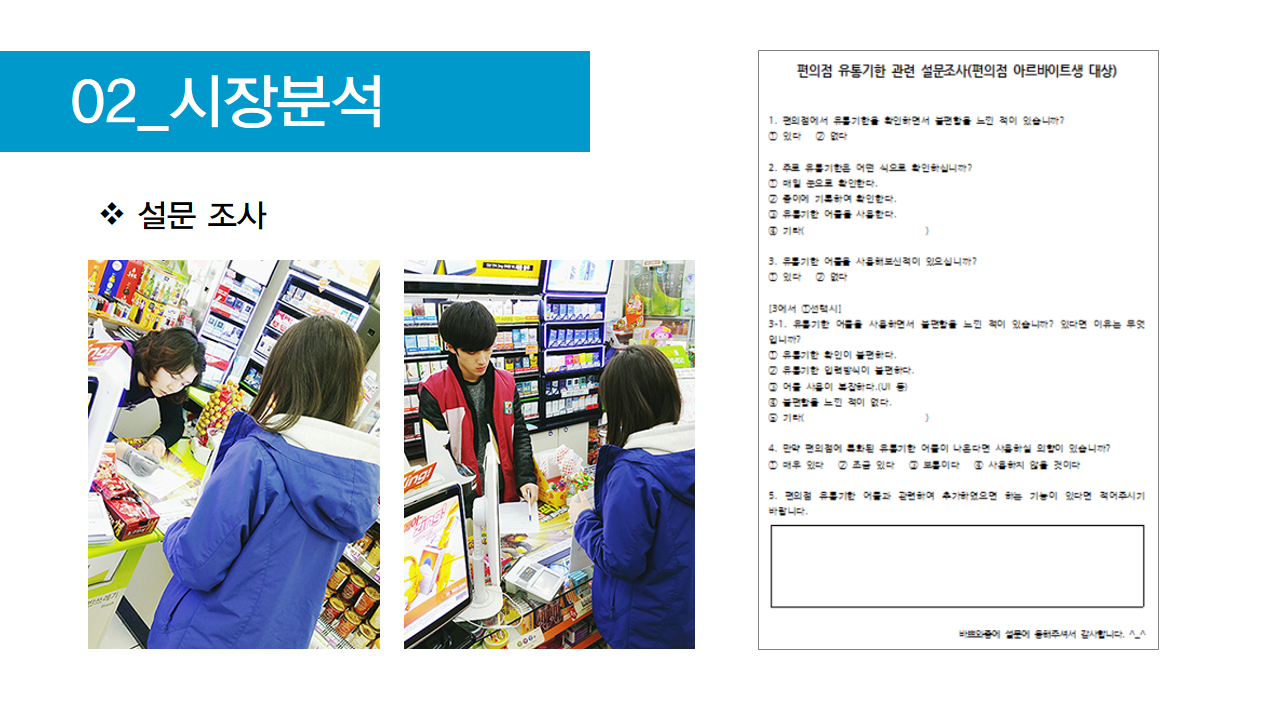 02_시장분석
❖ 설문 조사
편의점 유통기한 관련 설문조사(편의점 아르바이트생 대상)
1. 편의점에서 유통기한을 확인하면서 불편함을 느낀 적이 있습니까?
① 있다 ② 없다
2. 주로 유통기한은 어떤 식으로 확인하십니까?
① 매일 눈으로 확인한다.
② 종이에 기록하여 확인한다.
③ 유통기한 어플을 사용한다.
④ 기타( )
3. 유통기한 어플을 사용해보신적이 있으십니까?
① 있다 ② 없다
[3에서 ①선택시]
3-1. 유통기한 어플을 사용하면서 불편함을 느낀 적이 있습니까? 있다면 이유는 무엇
입니까?
① 유통기한 확인이 불편하다.
② 유통기한 입력방식이 불편하다.
③ 어플 사용이 복잡하다.(UI 등)
④ 불편함을 느낀 적이 없다.
⑤ 기타( )
4. 만약 편의점에 특화된 유통기한 어플이 나온다면 사용하실 의향이 있습니까?
① 매우 있다 ② 조금 있다 ③ 보통이다 ④ 사용하지 않을 것이다
5. 편의점 유통기한 어플과 관련하여 추가하였으면 하는 기능이 있다면 적어주시기
바랍니다.
바쁘와중에 설문에 응해주셔서 감사합니다. ^_^